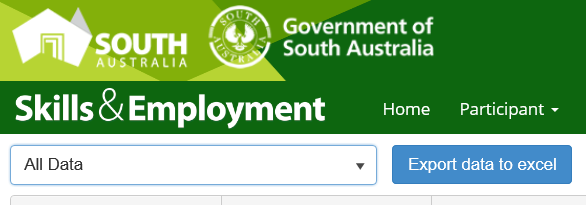 SOUTH
AUSTRALIA
SOUTH AUSTRALIA
Government of
South Australia
Skills & Employment
Home
Participant
All Data
Export data to excel